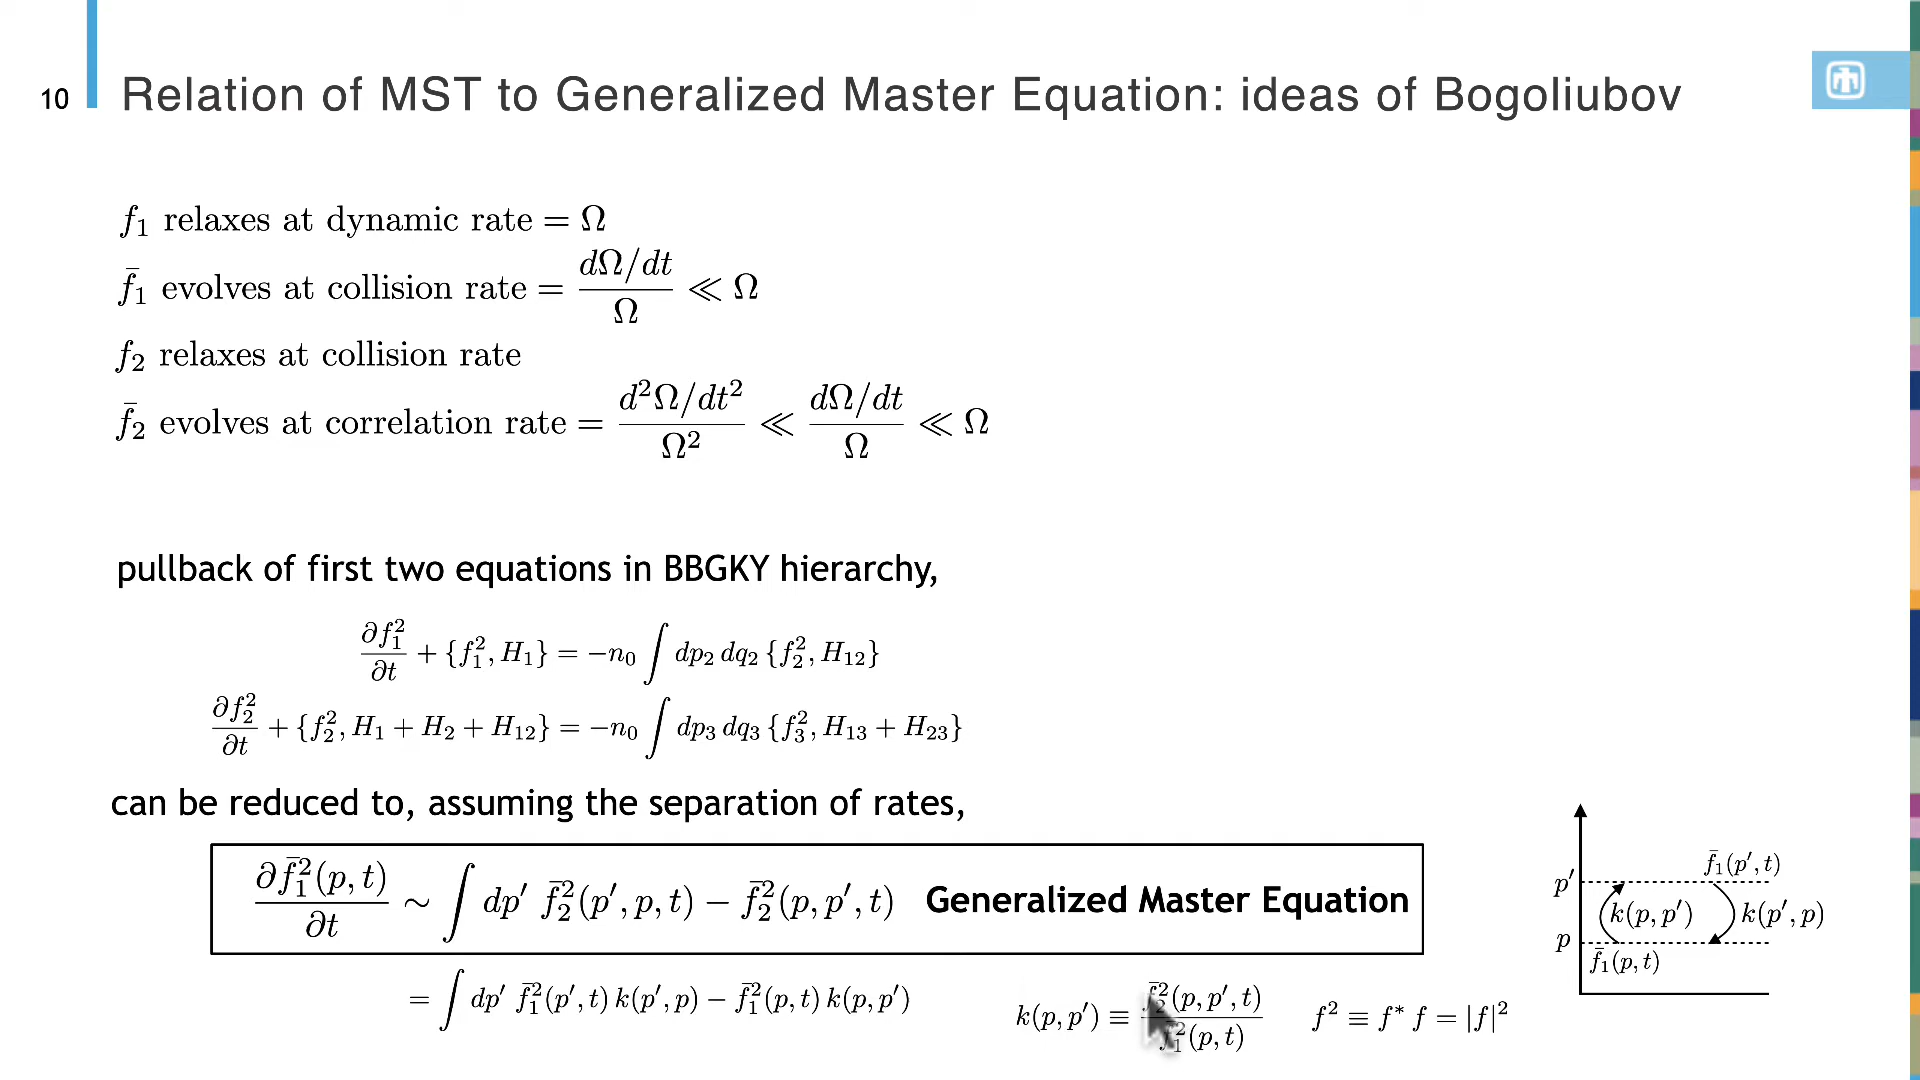 10
Relation of MST to Generalized Master Equation: ideas of Bogoliubov
f₁ relaxes at dynamic rate = Ω
f̄₁ evolves at collision rate = (dΩ/dt)/Ω ≪ Ω
f₂ relaxes at collision rate
f̄₂ evolves at correlation rate = (d²Ω/dt²)/Ω² ≪ (dΩ/dt)/Ω ≪ Ω
pullback of first two equations in BBGKY hierarchy,
∂f₁²/∂t + {f₁², H₁} = −n₀ ∫ dp₂ dq₂ {f₂², H₁₂}
∂f₂²/∂t + {f₂², H₁ + H₂ + H₁₂} = −n₀ ∫ dp₃ dq₃ {f₃², H₁₃ + H₂₃}
can be reduced to, assuming the separation of rates,
∂f̄₁²(p, t)/∂t ∼ ∫ dp′ f̄₂²(p′, p, t) − f̄₂²(p, p′, t) Generalized Master Equation
= ∫ dp′ f̄₁²(p′, t) k(p′, p) − f̄₁²(p, t) k(p, p′)
k(p, p′) ≡ f̄₂²(p, p′, t)/f̄₁²(p, t)
f² ≡ f* f = |f|²
f̄₁(p′, t)
p′
k(p, p′)
k(p′, p)
p
f̄₁(p, t)